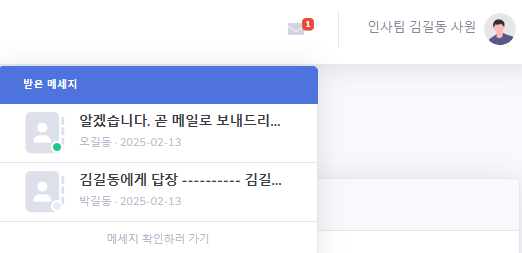 1
인사팀 김길동 사원
받은 메세지
알겠습니다. 곧 메일로 보내드리...
오길동 · 2025-02-13
김길동에게 답장 ---------- 김길...
박길동 · 2025-02-13
메세지 확인하러 가기